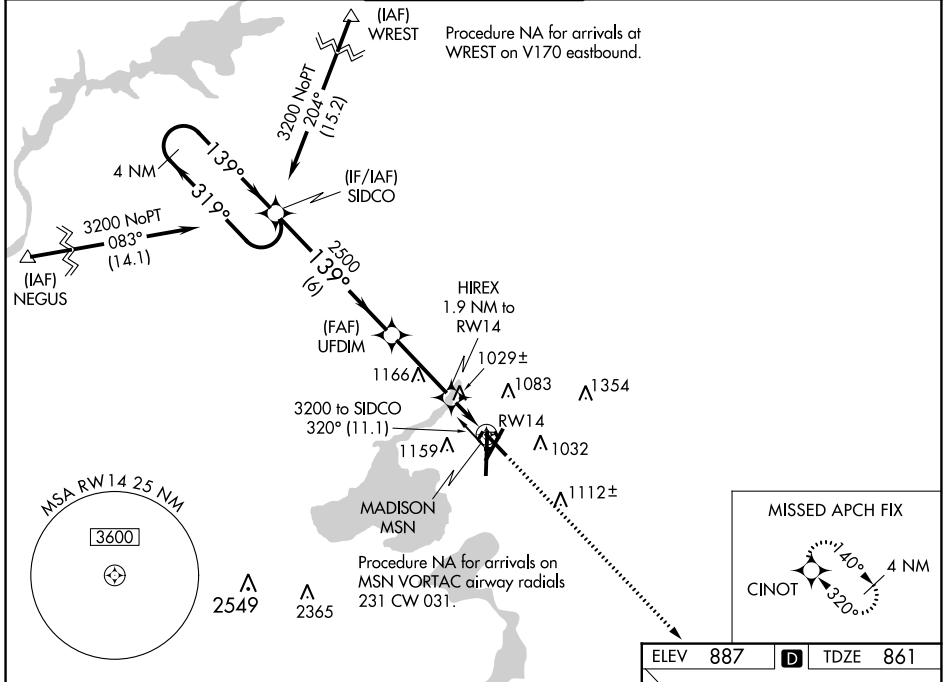 (IAF)
WREST
Procedure NA for arrivals at
WREST on V170 eastbound.
3200 NoPT
204°
(15.2)
4 NM
139°
319°
(IF/IAF)
SIDCO
3200 NoPT
083°
(14.1)
(IAF)
NEGUS
2500
139°
(6)
(FAF)
UFDIM
HIREX
1.9 NM to
RW14
1029±
1166
1083
1354
3200 to SIDCO
320° (11.1)
RW14
1159
1032
1112±
MADISON
MSN
MSA RW14 25 NM
3600
2549
2365
Procedure NA for arrivals on
MSN VORTAC airway radials
231 CW 031.
MISSED APCH FIX
CINOT
140°
320°
4 NM
ELEV 887 D TDZE 861